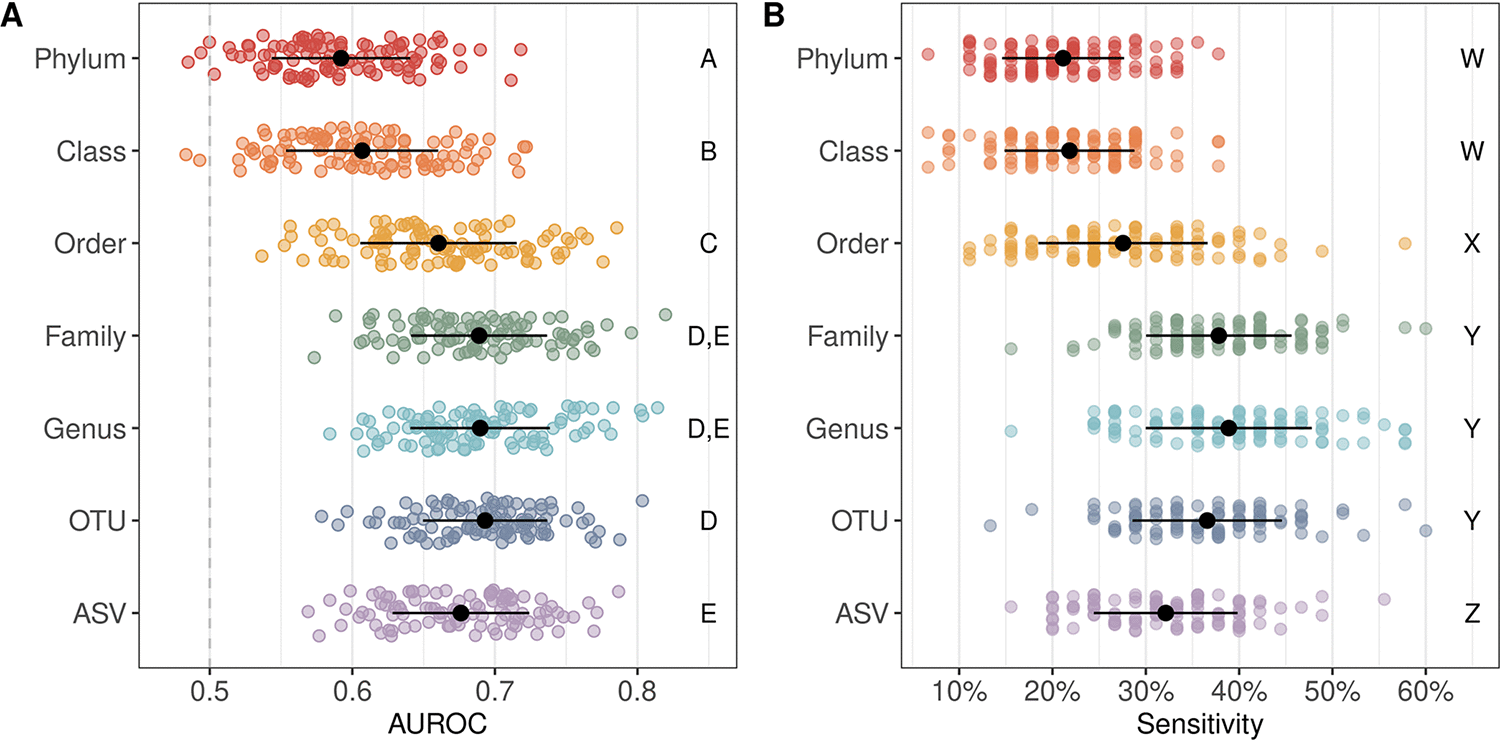 A
Phylum A
Class B
Order C
Family D,E
Genus D,E
OTU D
ASV E
0.5 0.6 0.7 0.8
AUROC
B
Phylum W
Class W
Order X
Family Y
Genus Y
OTU Y
ASV Z
10% 20% 30% 40% 50% 60%
Sensitivity